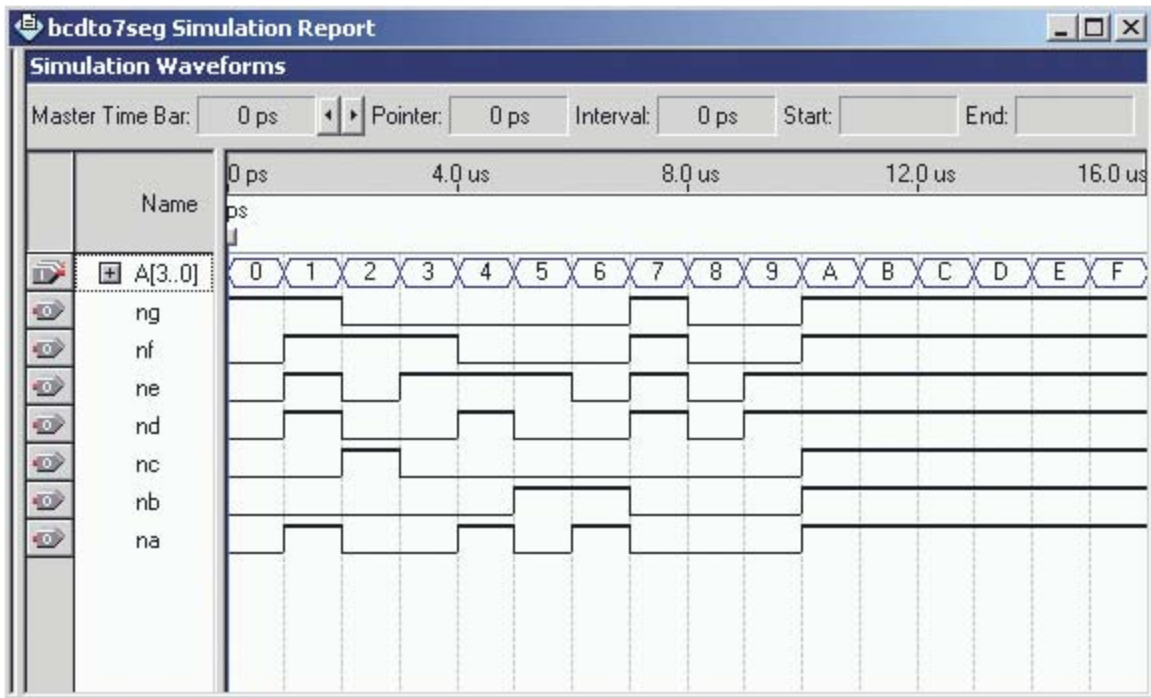 bcdto7seg Simulation Report
Simulation Waveforms
Master Time Bar: 0 ps Pointer: 0 ps Interval: 0 ps Start: End:
Name 0 ps 4.0 us 8.0 us 12.0 us 16.0 us
ps
A[3..0] 0 1 2 3 4 5 6 7 8 9 A B C D E F
ng
nf
ne
nd
nc
nb
na